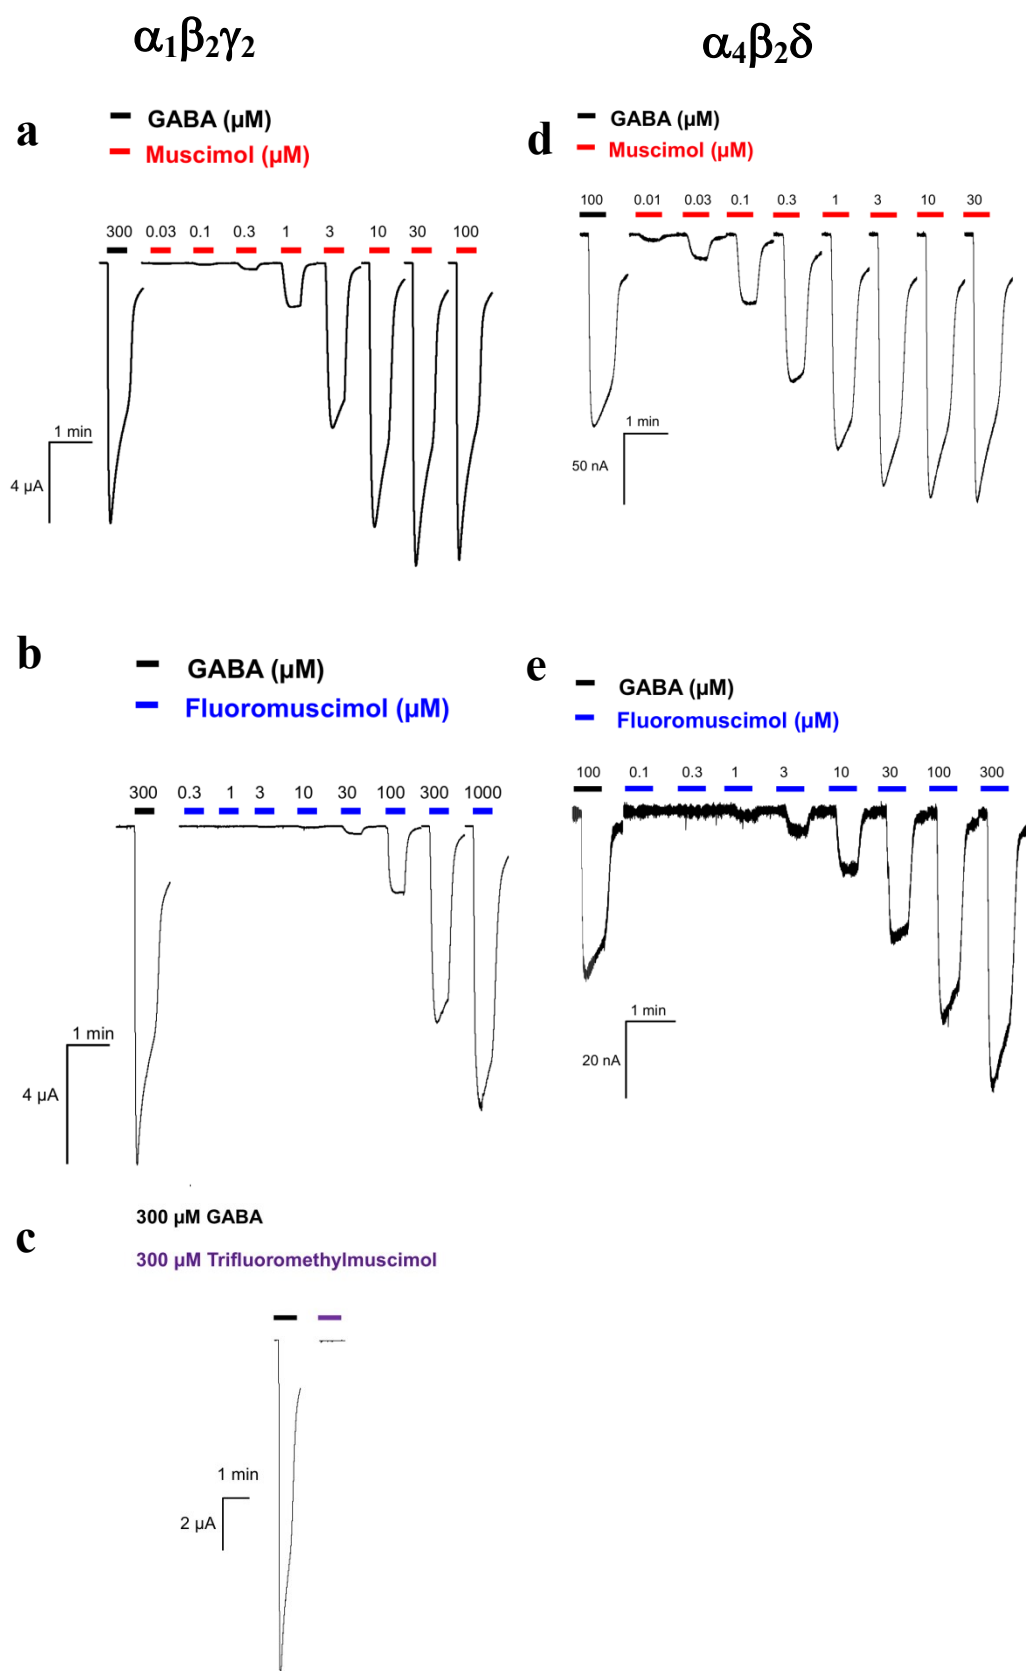 α1β2γ2
α4β2δ
a
GABA (µM)
Muscimol (µM)
300 0.03 0.1 0.3 1 3 10 30 100
1 min
4 µA
d
GABA (µM)
Muscimol (µM)
100 0.01 0.03 0.1 0.3 1 3 10 30
1 min
50 nA
b
GABA (µM)
Fluoromuscimol (µM)
300 0.3 1 3 10 30 100 300 1000
1 min
4 µA
e
GABA (µM)
Fluoromuscimol (µM)
100 0.1 0.3 1 3 10 30 100 300
1 min
20 nA
c
300 µM GABA
300 µM Trifluoromethylmuscimol
1 min
2 µA